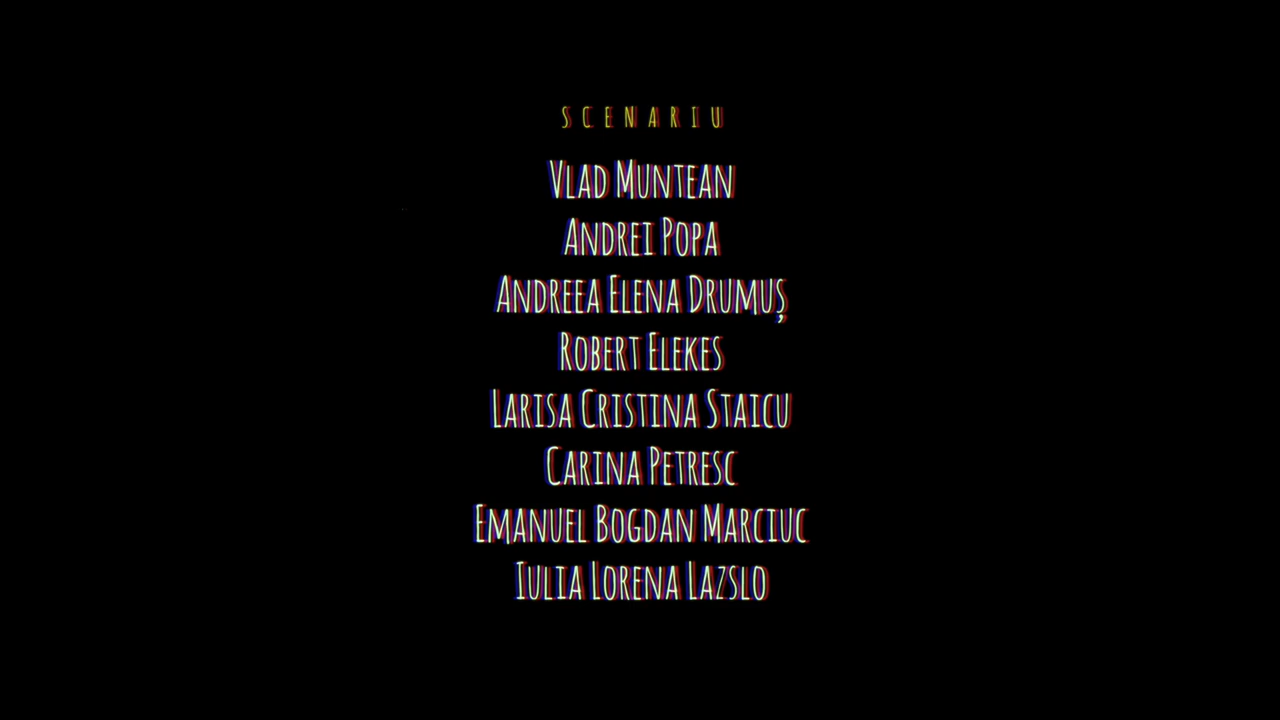 SCENARIU
VLAD MUNTEAN
ANDREI POPA
ANDREEA ELENA DRUMUȘ
ROBERT ELEKES
LARISA CRISTINA STAICU
CARINA PETRESC
EMANUEL BOGDAN MARCIUC
IULIA LORENA LAZSLO